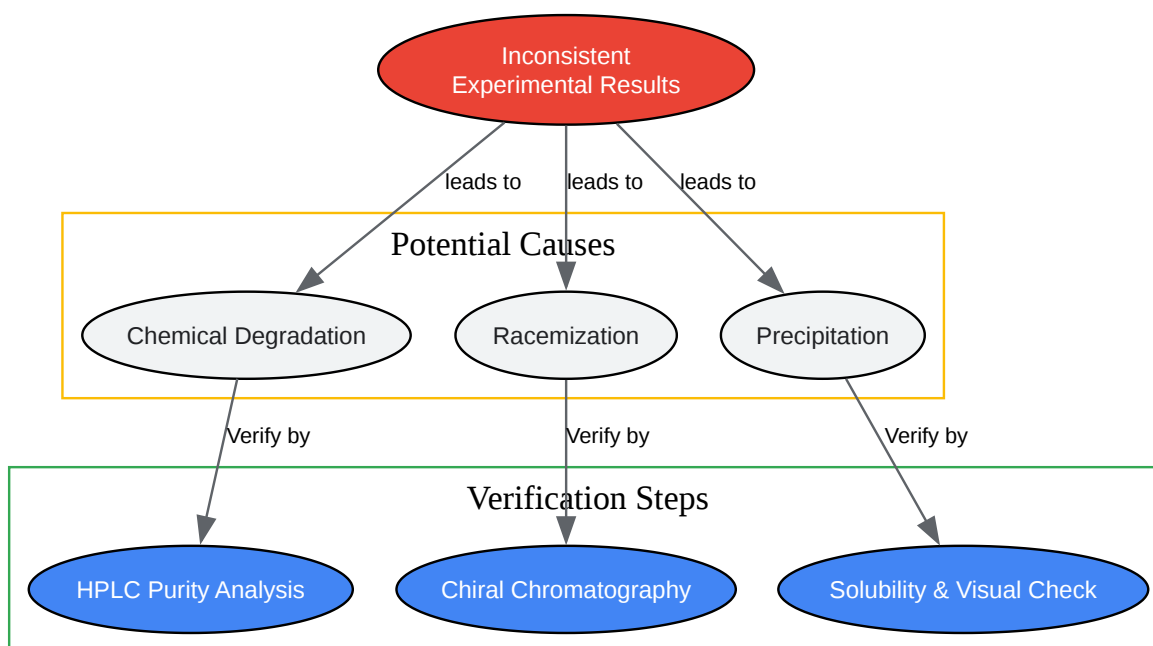 Inconsistent
Experimental Results
leads to
leads to
leads to
Potential Causes
Chemical Degradation
Racemization
Precipitation
Verify by
Verify by
Verify by
Verification Steps
HPLC Purity Analysis
Chiral Chromatography
Solubility & Visual Check